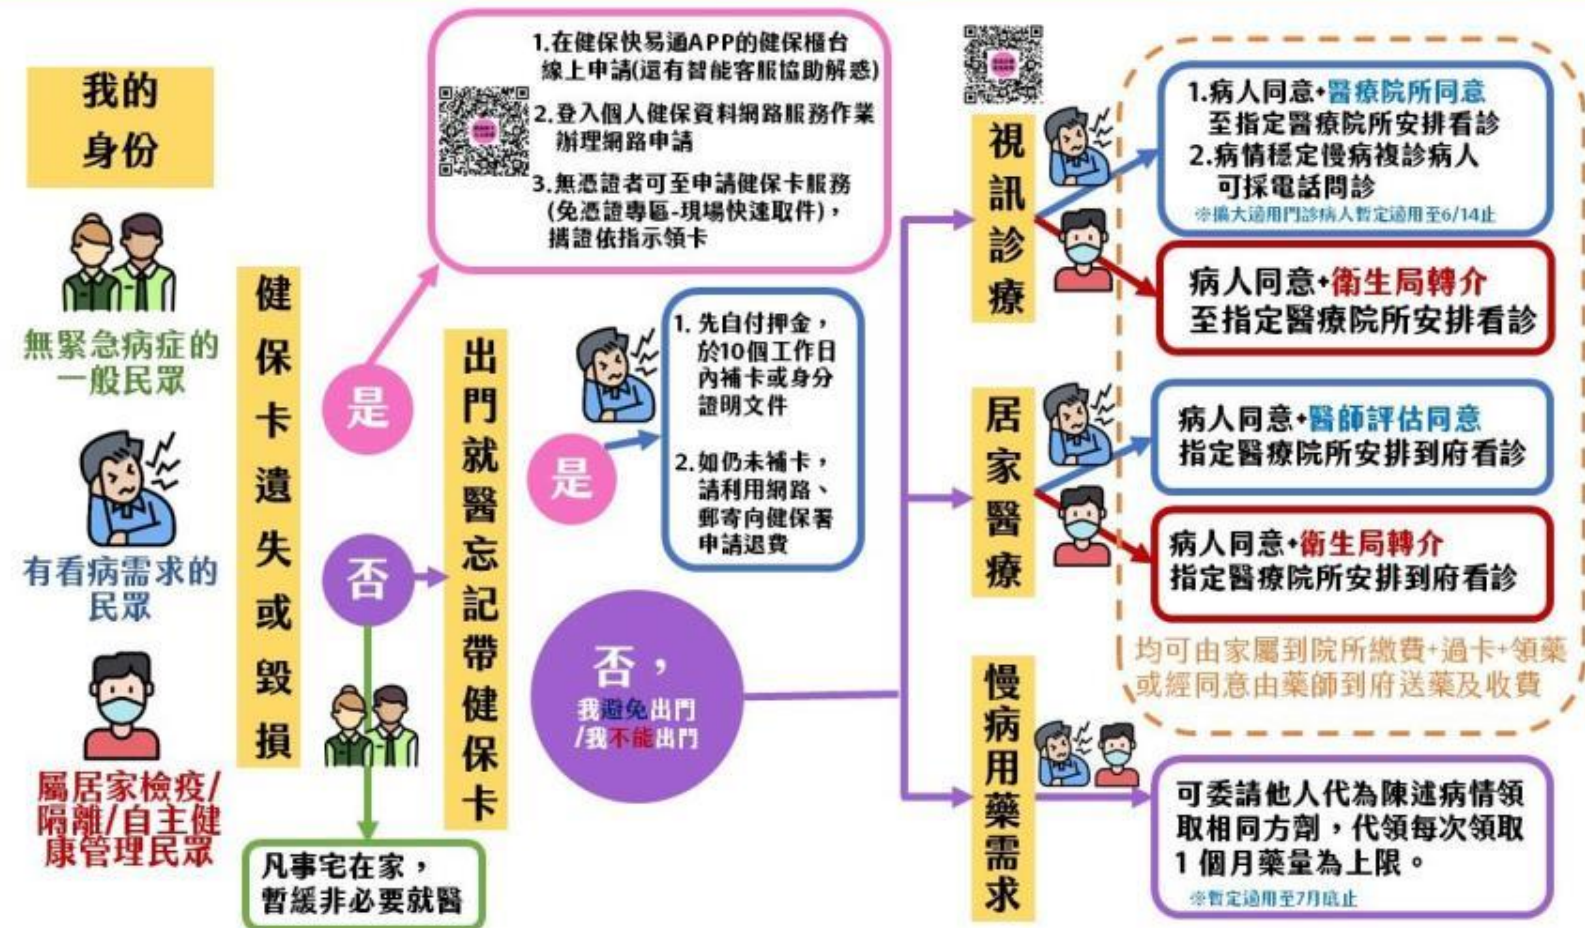 我的
身份
無緊急病症的
一般民眾
有看病需求的
民眾
屬居家檢疫/
隔離/自主健
康管理民眾
健保卡遺失或毀損
是
1.在健保快易通APP的健保櫃台
線上申請(還有智能客服協助解惑)
2.登入個人健保資料網路服務作業
辦理網路申請
3.無憑證者可至申請健保卡服務
(免憑證專區-現場快速取件)，
攜證依指示領卡
否
凡事宅在家，
暫緩非必要就醫
出門就醫忘記帶健保卡
是
1. 先自付押金，
於10個工作日
內補卡或身分
證明文件
2.如仍未補卡，
請利用網路、
郵寄向健保署
申請退費
否，
我避免出門
/我不能出門
視訊診療
1.病人同意+醫療院所同意
至指定醫療院所安排看診
2.病情穩定慢病複診病人
可採電話問診
※擴大適用門診病人暫定適用至6/14止
病人同意+衛生局轉介
至指定醫療院所安排看診
居家醫療
病人同意+醫師評估同意
指定醫療院所安排到府看診
病人同意+衛生局轉介
指定醫療院所安排到府看診
均可由家屬到院所繳費+過卡+領藥
或經同意由藥師到府送藥及收費
慢病用藥需求
可委請他人代為陳述病情領
取相同方劑，代領每次領取
1 個月藥量為上限。
※暫定適用至7月底止